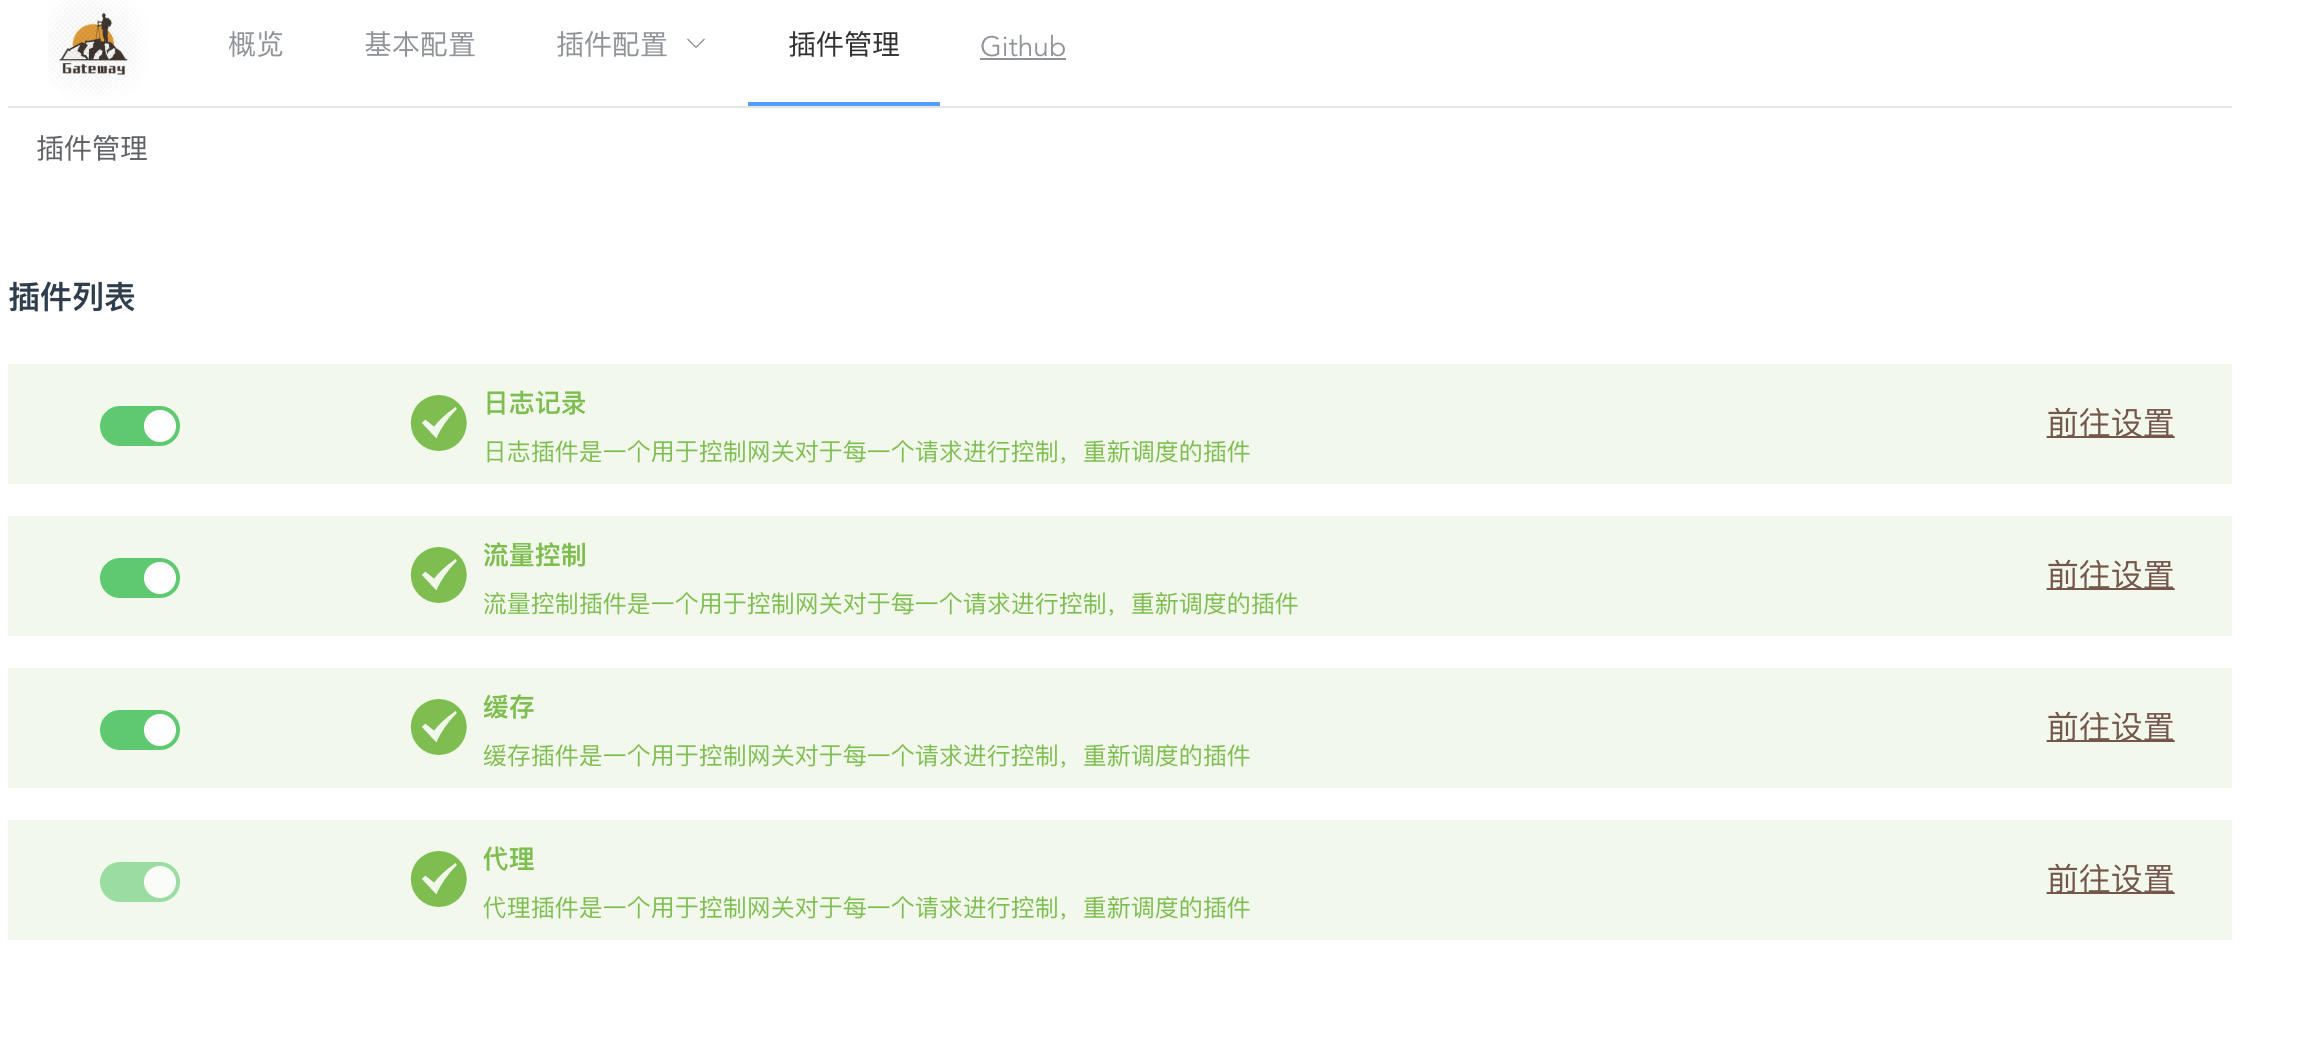 Gateway
概览
基本配置
插件配置
插件管理
Github
插件管理
插件列表
日志记录
日志插件是一个用于控制网关对于每一个请求进行控制，重新调度的插件
前往设置
流量控制
流量控制插件是一个用于控制网关对于每一个请求进行控制，重新调度的插件
前往设置
缓存
缓存插件是一个用于控制网关对于每一个请求进行控制，重新调度的插件
前往设置
代理
代理插件是一个用于控制网关对于每一个请求进行控制，重新调度的插件
前往设置